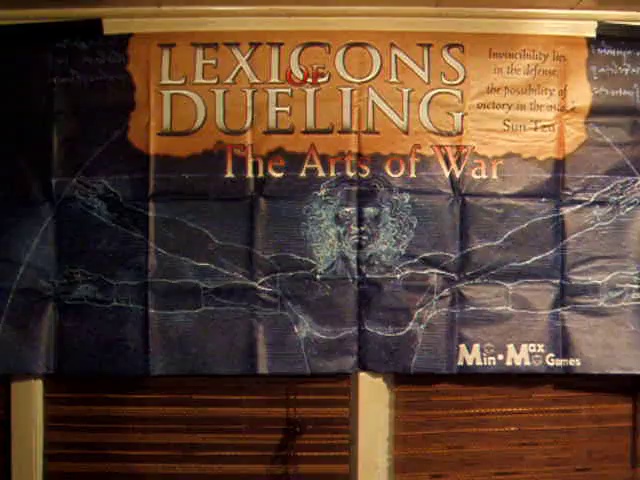 LEXICONS
OF
DUELING
The Arts of War
Invincibility lies
in the defense,
the possibility of
victory in the attack.
Sun Tzu
Min·Max Games